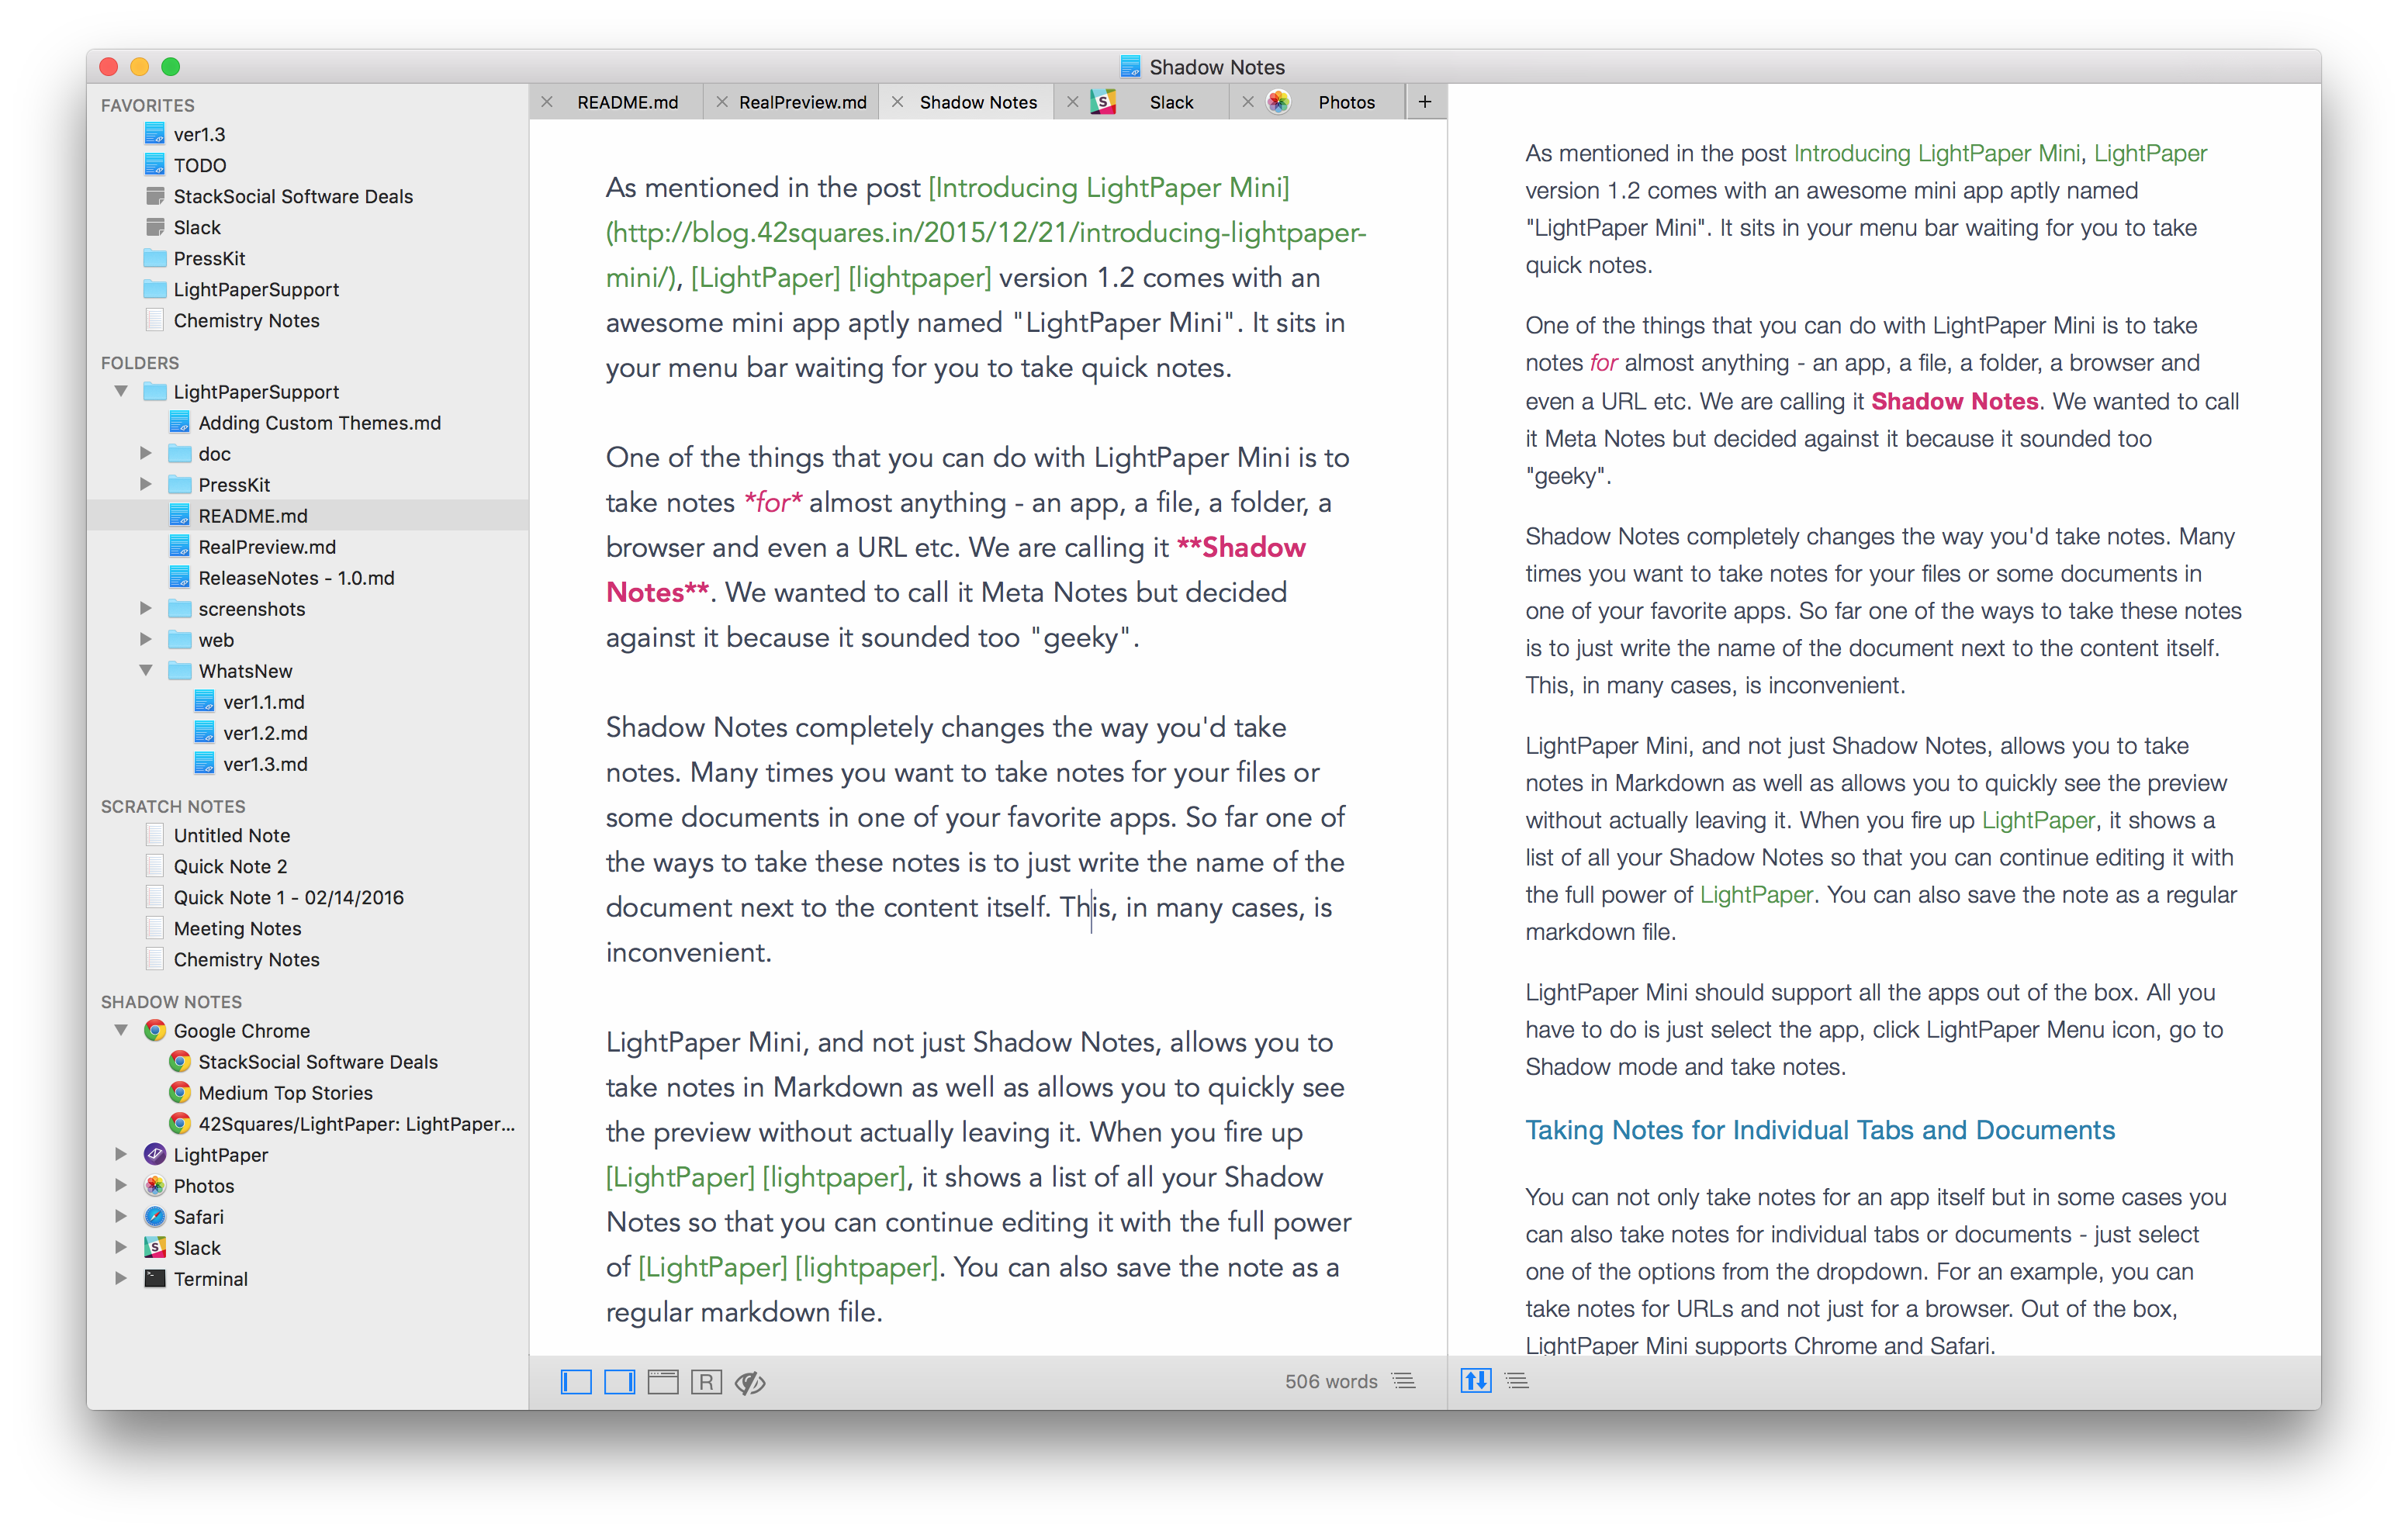 Shadow Notes
FAVORITES
ver1.3
TODO
StackSocial Software Deals
Slack
PressKit
LightPaperSupport
Chemistry Notes
FOLDERS
LightPaperSupport
Adding Custom Themes.md
doc
PressKit
README.md
RealPreview.md
ReleaseNotes - 1.0.md
screenshots
web
WhatsNew
ver1.1.md
ver1.2.md
ver1.3.md
SCRATCH NOTES
Untitled Note
Quick Note 2
Quick Note 1 - 02/14/2016
Meeting Notes
Chemistry Notes
SHADOW NOTES
Google Chrome
StackSocial Software Deals
Medium Top Stories
42Squares/LightPaper: LightPaper...
LightPaper
Photos
Safari
Slack
Terminal
README.md RealPreview.md Shadow Notes Slack Photos +
As mentioned in the post [Introducing LightPaper Mini]
(http://blog.42squares.in/2015/12/21/introducing-lightpaper-
mini/), [LightPaper] [lightpaper] version 1.2 comes with an
awesome mini app aptly named "LightPaper Mini". It sits in
your menu bar waiting for you to take quick notes.
One of the things that you can do with LightPaper Mini is to
take notes *for* almost anything - an app, a file, a folder, a
browser and even a URL etc. We are calling it **Shadow
Notes**. We wanted to call it Meta Notes but decided
against it because it sounded too "geeky".
Shadow Notes completely changes the way you'd take
notes. Many times you want to take notes for your files or
some documents in one of your favorite apps. So far one of
the ways to take these notes is to just write the name of the
document next to the content itself. This, in many cases, is
inconvenient.
LightPaper Mini, and not just Shadow Notes, allows you to
take notes in Markdown as well as allows you to quickly see
the preview without actually leaving it. When you fire up
[LightPaper] [lightpaper], it shows a list of all your Shadow
Notes so that you can continue editing it with the full power
of [LightPaper] [lightpaper]. You can also save the note as a
regular markdown file.
R
506 words
As mentioned in the post Introducing LightPaper Mini, LightPaper
version 1.2 comes with an awesome mini app aptly named
"LightPaper Mini". It sits in your menu bar waiting for you to take
quick notes.
One of the things that you can do with LightPaper Mini is to take
notes for almost anything - an app, a file, a folder, a browser and
even a URL etc. We are calling it Shadow Notes. We wanted to call
it Meta Notes but decided against it because it sounded too
"geeky".
Shadow Notes completely changes the way you'd take notes. Many
times you want to take notes for your files or some documents in
one of your favorite apps. So far one of the ways to take these notes
is to just write the name of the document next to the content itself.
This, in many cases, is inconvenient.
LightPaper Mini, and not just Shadow Notes, allows you to take
notes in Markdown as well as allows you to quickly see the preview
without actually leaving it. When you fire up LightPaper, it shows a
list of all your Shadow Notes so that you can continue editing it with
the full power of LightPaper. You can also save the note as a regular
markdown file.
LightPaper Mini should support all the apps out of the box. All you
have to do is just select the app, click LightPaper Menu icon, go to
Shadow mode and take notes.
Taking Notes for Individual Tabs and Documents
You can not only take notes for an app itself but in some cases you
can also take notes for individual tabs or documents - just select
one of the options from the dropdown. For an example, you can
take notes for URLs and not just for a browser. Out of the box,
LightPaper Mini supports Chrome and Safari.